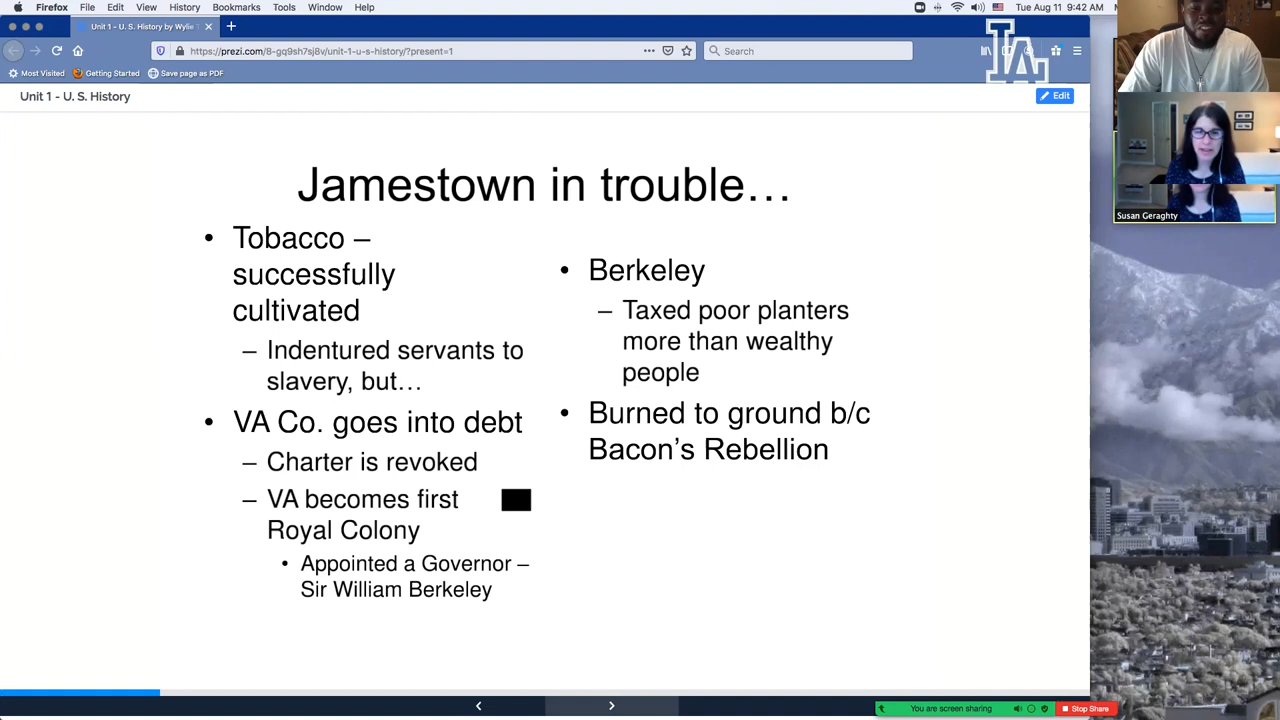 Firefox File Edit View History Bookmarks Tools Window Help
Tue Aug 11 9:42 AM
Unit 1 - U. S. History by Wylie
https://prezi.com/8-gq9sh7sj8v/unit-1-u-s-history/?present=1
Search
Most Visited Getting Started Save page as PDF
LA
Unit 1 - U. S. History
Edit
Jamestown in trouble…
• Tobacco –
successfully
cultivated
– Indentured servants to
slavery, but…
• VA Co. goes into debt
– Charter is revoked
– VA becomes first
Royal Colony
• Appointed a Governor –
Sir William Berkeley
• Berkeley
– Taxed poor planters
more than wealthy
people
• Burned to ground b/c
Bacon's Rebellion
Susan Geraghty
You are screen sharing
Stop Share